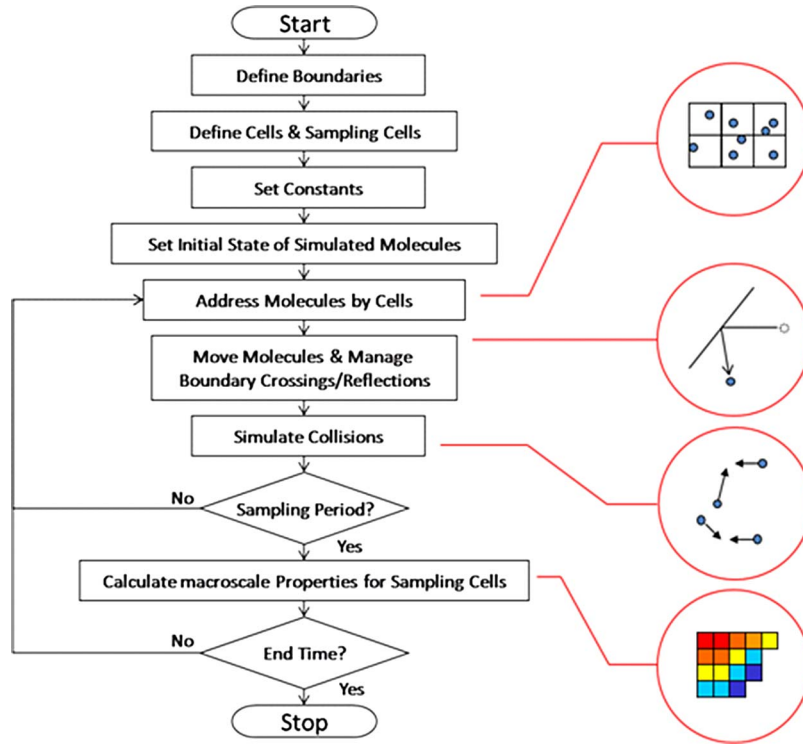 Start
Define Boundaries
Define Cells & Sampling Cells
Set Constants
Set Initial State of Simulated Molecules
Address Molecules by Cells
Move Molecules & Manage
Boundary Crossings/Reflections
Simulate Collisions
No
Sampling Period?
Yes
Calculate macroscale Properties for Sampling Cells
No
End Time?
Yes
Stop